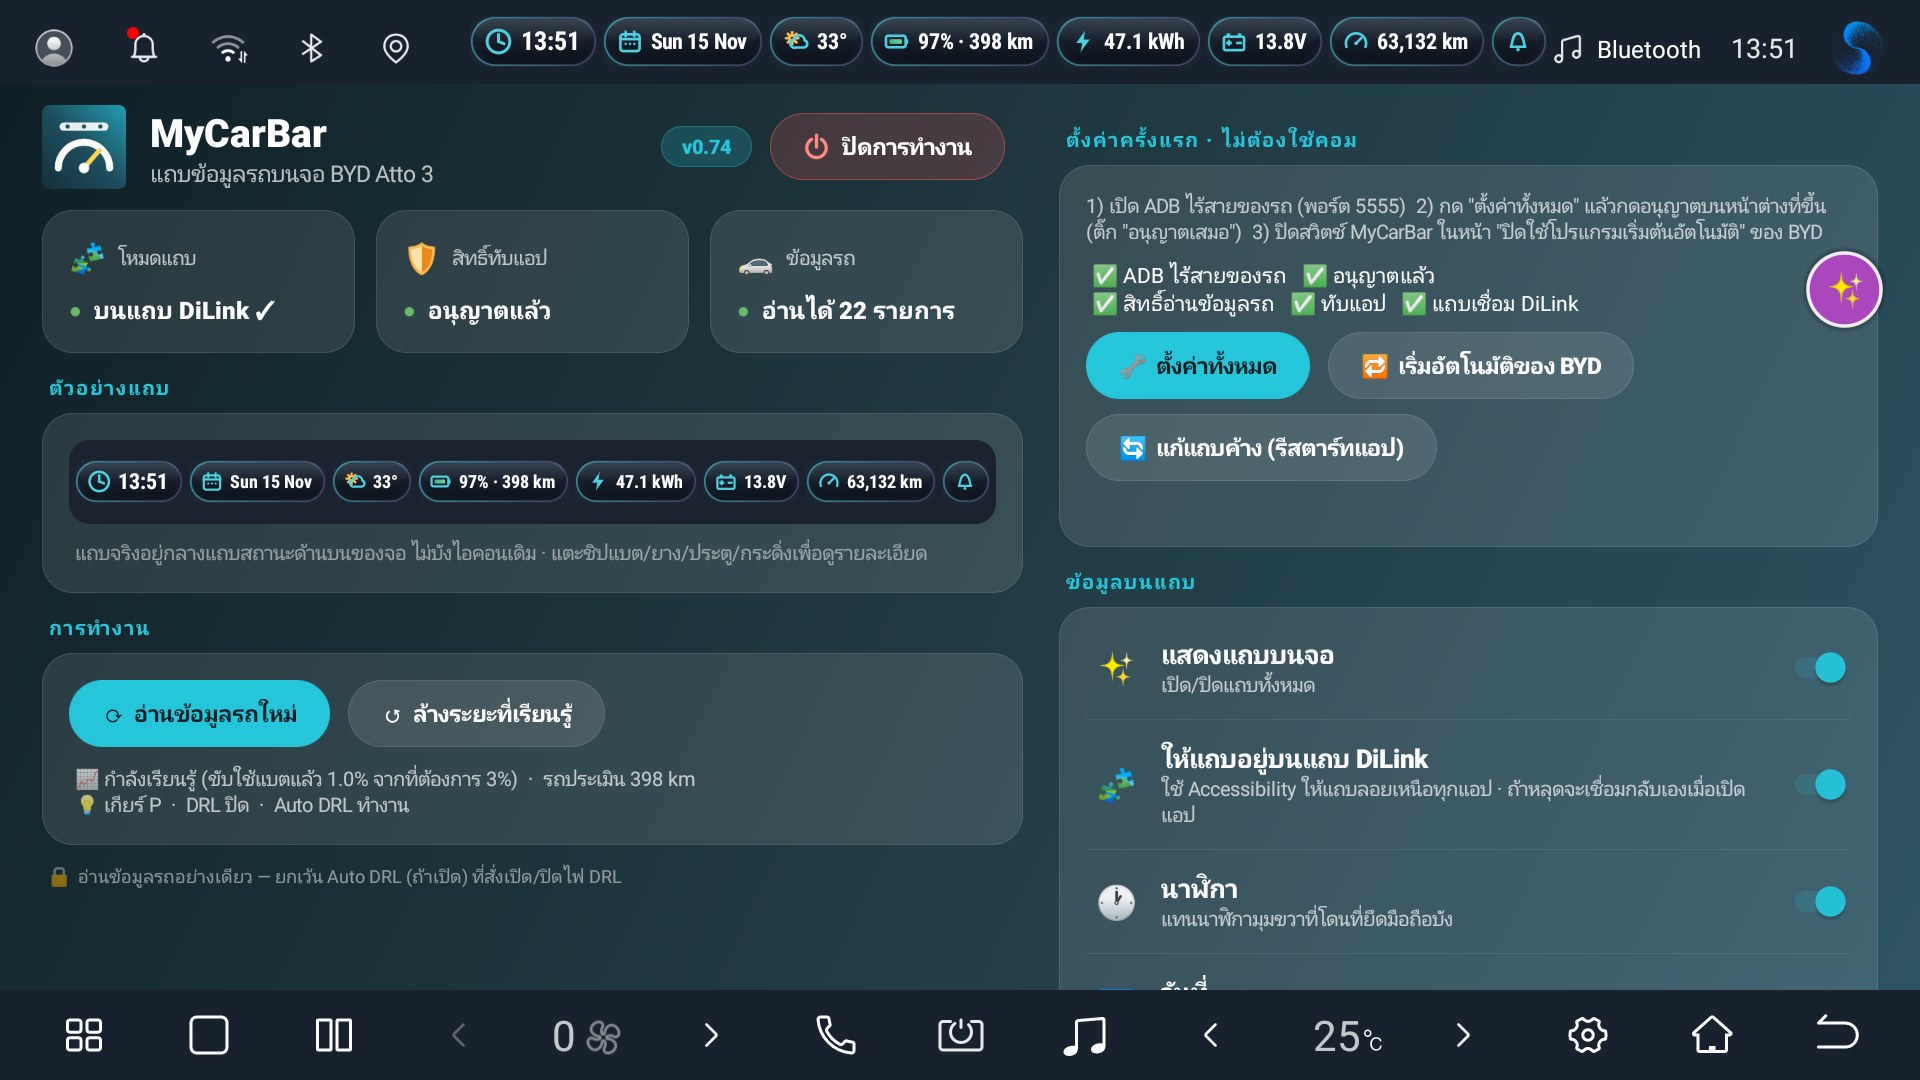 13:51
Sun 15 Nov
33°
97% · 398 km
47.1 kWh
13.8V
63,132 km
Bluetooth
13:51
MyCarBar
แถบข้อมูลรถบนจอ BYD Atto 3
v0.74
ปิดการทำงาน
โหมดแถบ
บนแถบ DiLink ✓
สิทธิ์ทับแอป
อนุญาตแล้ว
ข้อมูลรถ
อ่านได้ 22 รายการ
ตัวอย่างแถบ
13:51
Sun 15 Nov
33°
97% · 398 km
47.1 kWh
13.8V
63,132 km
แถบจริงอยู่กลางแถบสถานะด้านบนของจอ ไม่บังไอคอนเดิม · แตะชิปแบต/ยาง/ประตู/กระดิ่งเพื่อดูรายละเอียด
การทำงาน
⟳ อ่านข้อมูลรถใหม่
↺ ล้างระยะที่เรียนรู้
📈 กำลังเรียนรู้ (ขับใช้แบตแล้ว 1.0% จากที่ต้องการ 3%) · รถประเมิน 398 km
💡 เกียร์ P · DRL ปิด · Auto DRL ทำงาน
🔒 อ่านข้อมูลรถอย่างเดียว — ยกเว้น Auto DRL (ถ้าเปิด) ที่สั่งเปิด/ปิดไฟ DRL
ตั้งค่าครั้งแรก · ไม่ต้องใช้คอม
1) เปิด ADB ไร้สายของรถ (พอร์ต 5555) 2) กด "ตั้งค่าทั้งหมด" แล้วกดอนุญาตบนหน้าต่างที่ขึ้น
(ติ๊ก "อนุญาตเสมอ") 3) ปิดสวิตช์ MyCarBar ในหน้า "ปิดใช้โปรแกรมเริ่มต้นอัตโนมัติ" ของ BYD
✅ ADB ไร้สายของรถ ✅ อนุญาตแล้ว
✅ สิทธิ์อ่านข้อมูลรถ ✅ ทับแอป ✅ แถบเชื่อม DiLink
🔧 ตั้งค่าทั้งหมด
🔁 เริ่มอัตโนมัติของ BYD
🔄 แก้แถบค้าง (รีสตาร์ทแอป)
ข้อมูลบนแถบ
แสดงแถบบนจอ
เปิด/ปิดแถบทั้งหมด
ให้แถบอยู่บนแถบ DiLink
ใช้ Accessibility ให้แถบลอยเหนือทุกแอป · ถ้าหลุดจะเชื่อมกลับเองเมื่อเปิด
แอป
นาฬิกา
แทนนาฬิกามุมขวาที่โดนที่ยึดมือถือบัง
0
25°C